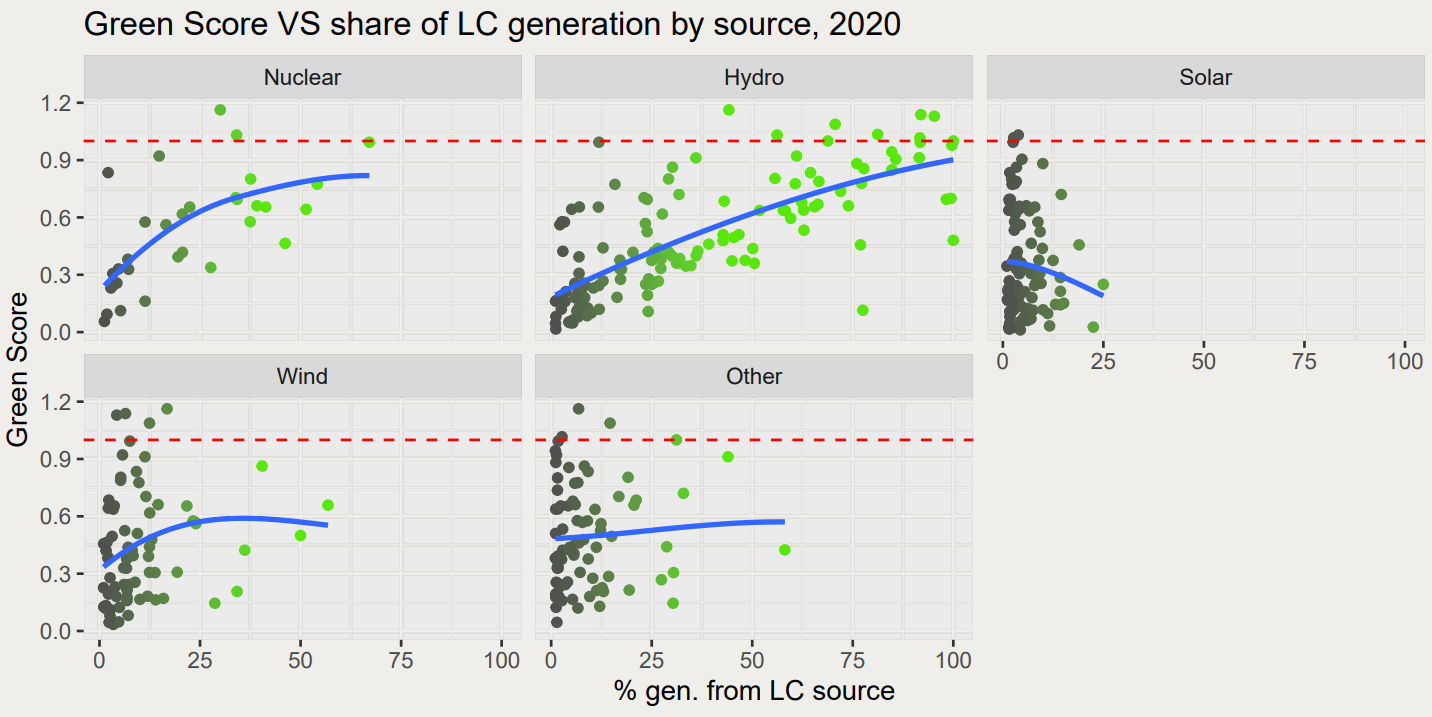 Green Score VS share of LC generation by source, 2020
Nuclear
Hydro
Solar
1.2
0.9
0.6
0.3
0.0
0 25 50 75 100
Green Score
Wind
Other
1.2
0.9
0.6
0.3
0.0
0 25 50 75 100
0 25 50 75 100
% gen. from LC source